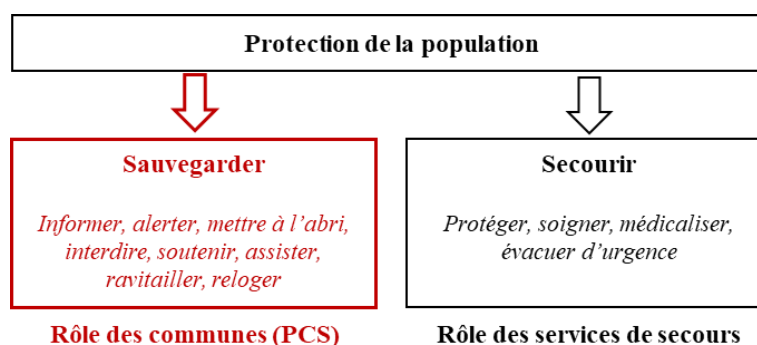 Protection de la population
Sauvegarder
Informer, alerter, mettre à l'abri,
interdire, soutenir, assister,
ravitailler, reloger
Rôle des communes (PCS)
Secourir
Protéger, soigner, médicaliser,
évacuer d'urgence
Rôle des services de secours